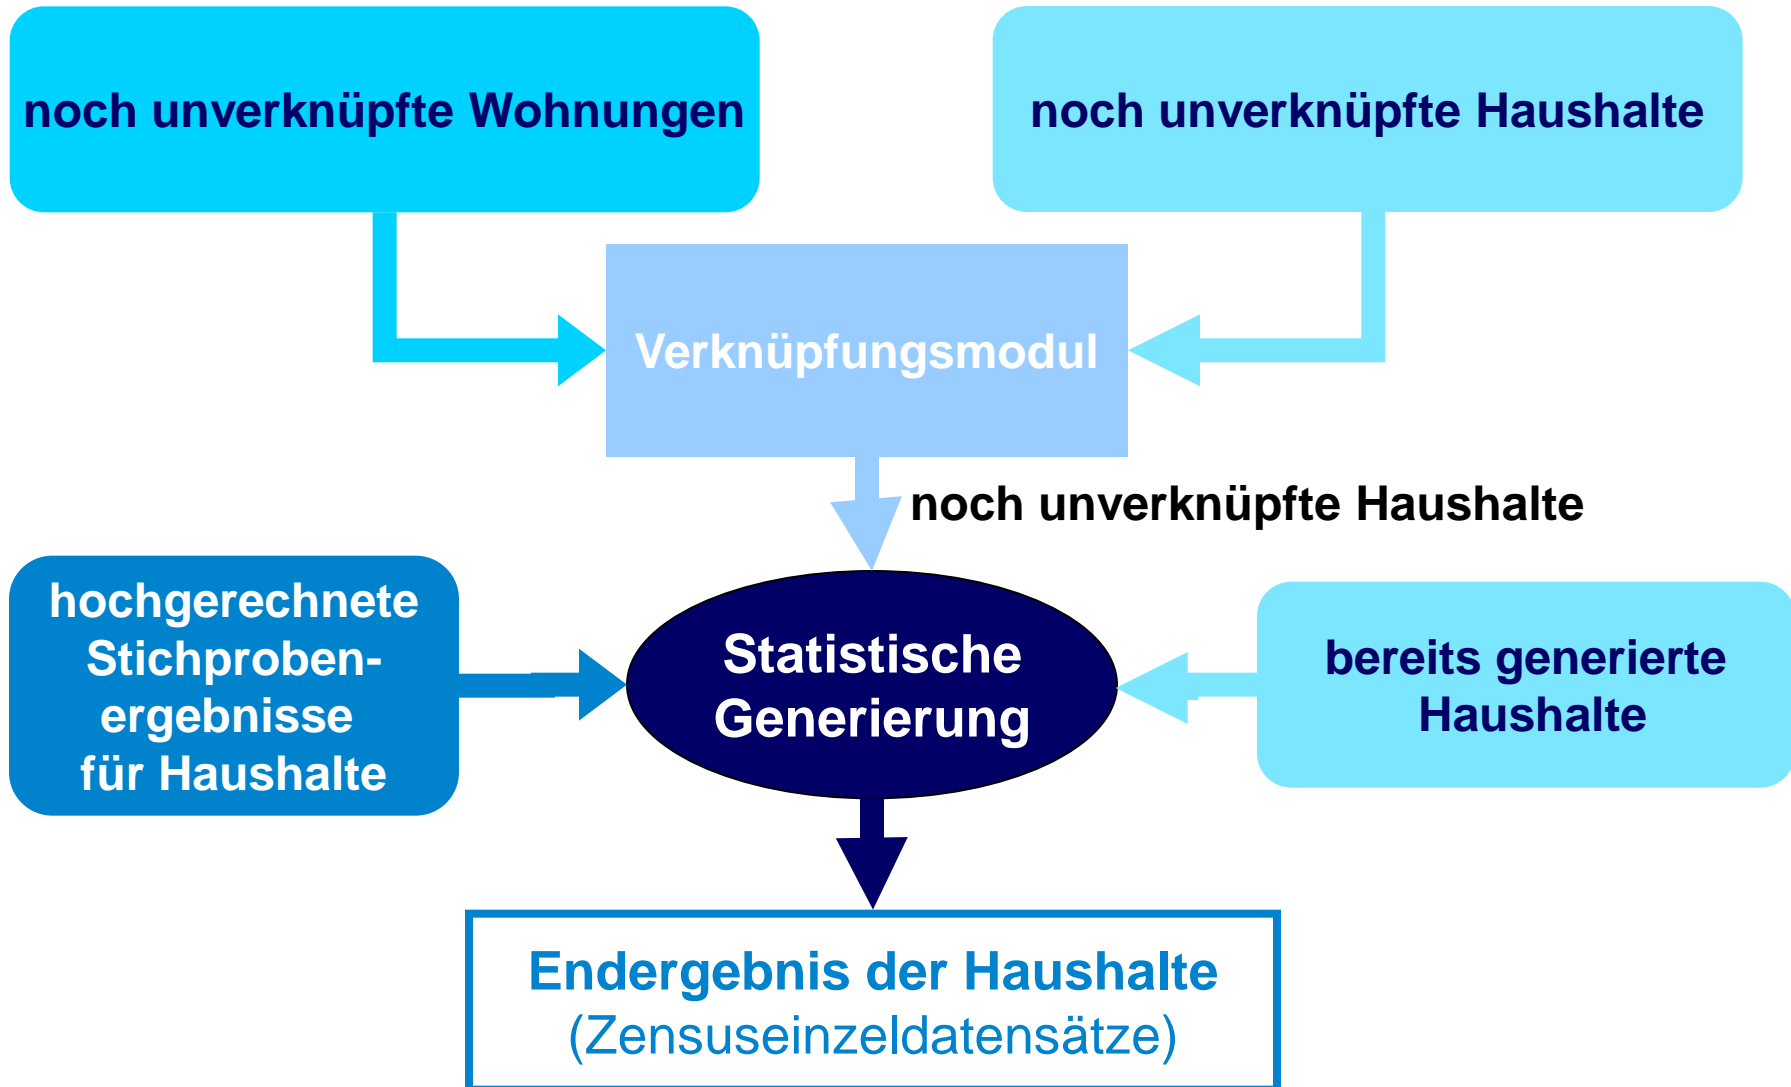 noch unverknüpfte Wohnungen
noch unverknüpfte Haushalte
Verknüpfungsmodul
noch unverknüpfte Haushalte
hochgerechnete
Stichproben-
ergebnisse
für Haushalte
Statistische
Generierung
bereits generierte
Haushalte
Endergebnis der Haushalte
(Zensuseinzeldatensätze)